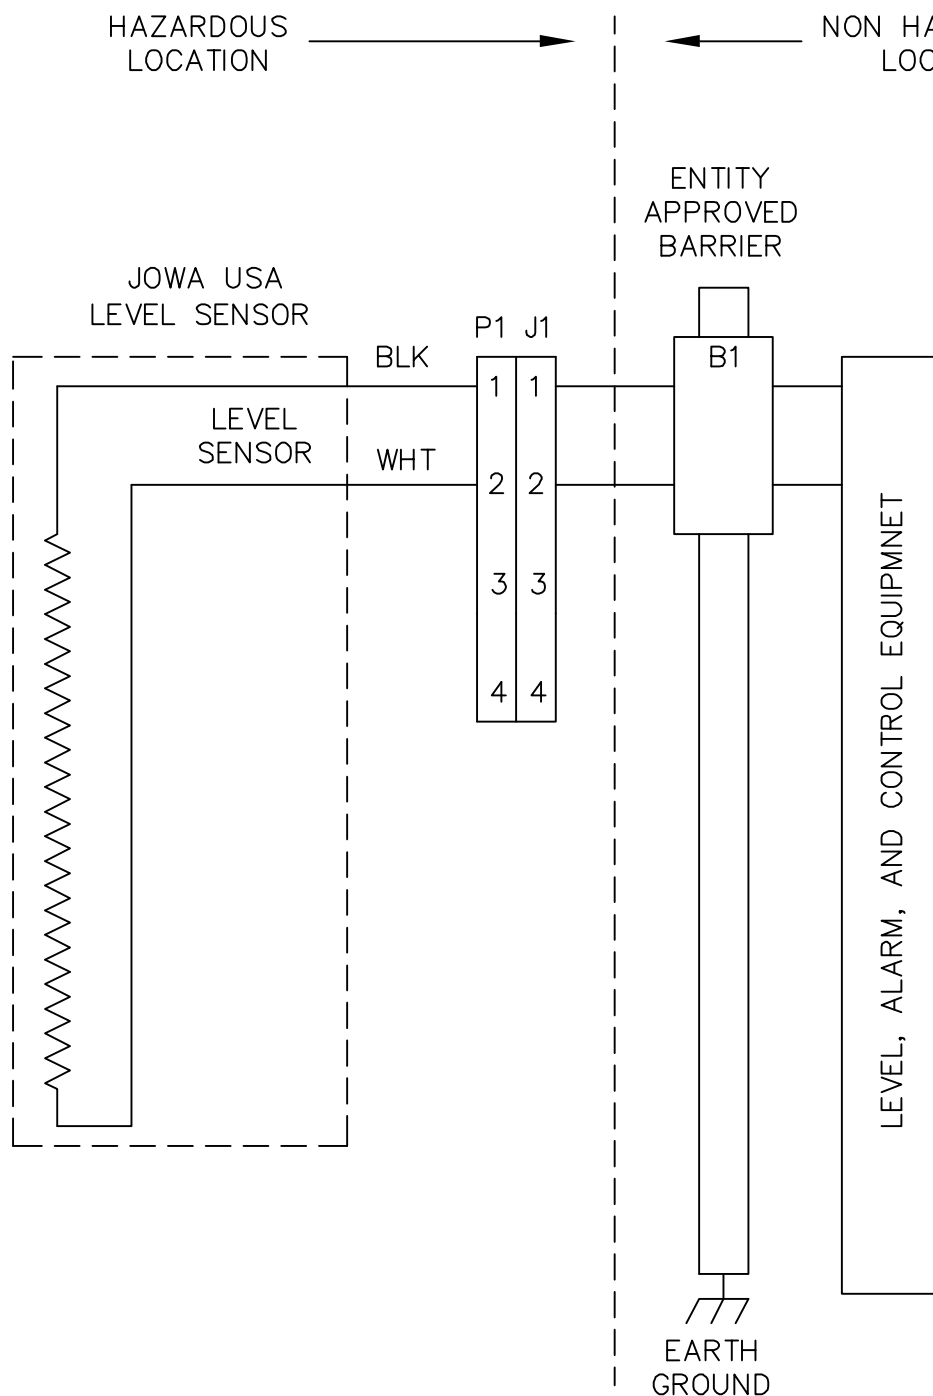 HAZARDOUS
LOCATION
NON HA
LOC
ENTITY
APPROVED
BARRIER
JOWA USA
LEVEL SENSOR
P1 J1
BLK
B1
1 1
LEVEL
SENSOR
WHT
2 2
3 3
4 4
LEVEL, ALARM, AND CONTROL EQUIPMNET
EARTH
GROUND